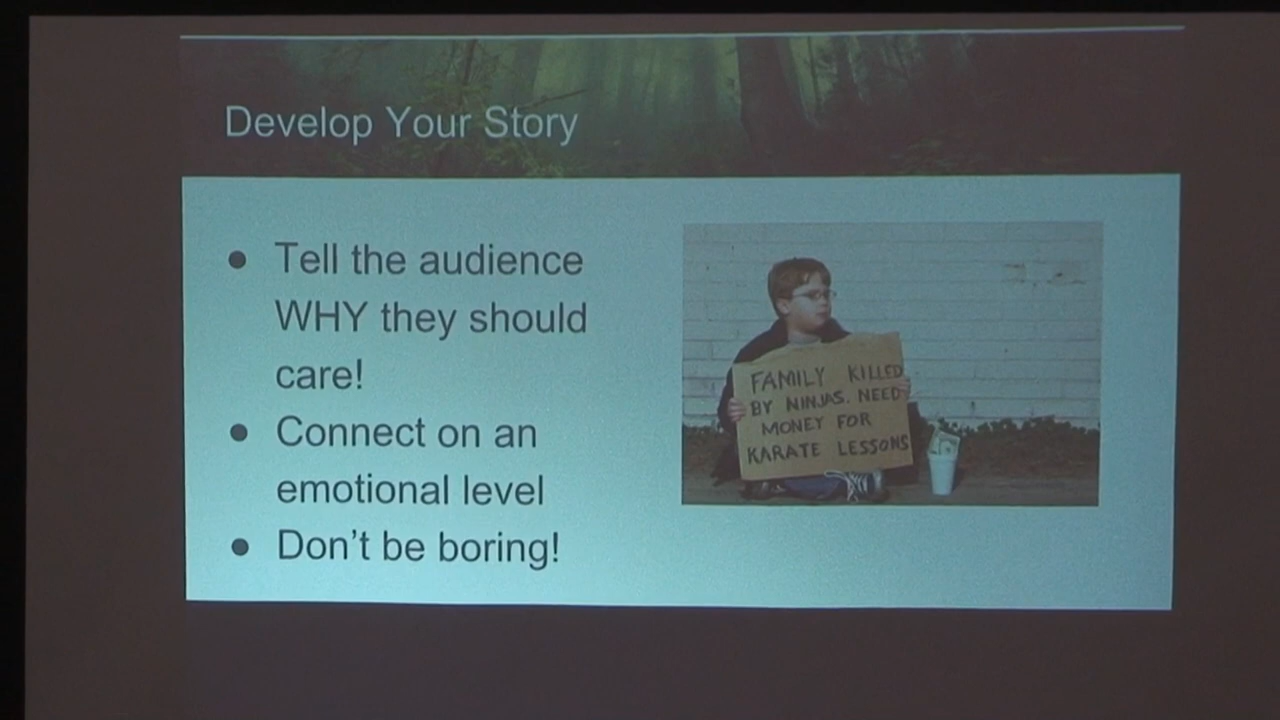 Develop Your Story
● Tell the audience
WHY they should
care!
● Connect on an
emotional level
● Don't be boring!
FAMILY KILLED
BY NINJAS. NEED
MONEY FOR
KARATE LESSONS